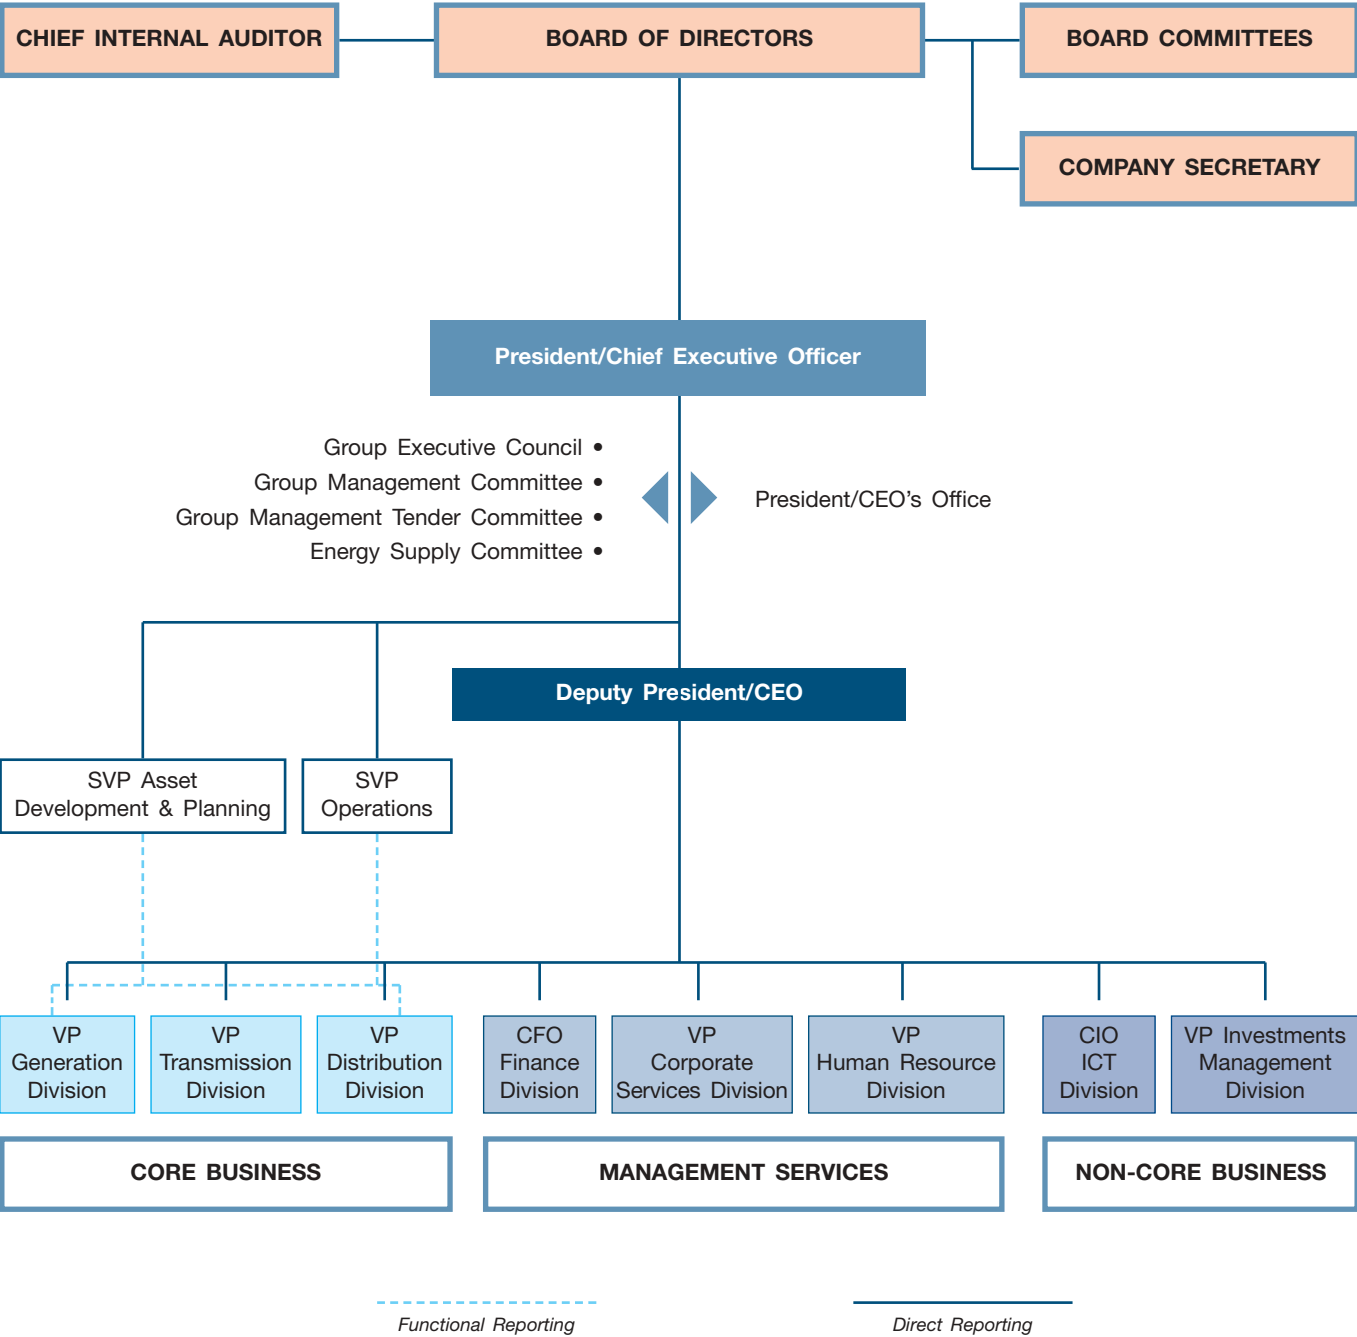 CHIEF INTERNAL AUDITOR
BOARD OF DIRECTORS
BOARD COMMITTEES
COMPANY SECRETARY
President/Chief Executive Officer
Group Executive Council •
Group Management Committee •
Group Management Tender Committee •
Energy Supply Committee •
President/CEO’s Office
Deputy President/CEO
SVP Asset
Development & Planning
SVP
Operations
VP
Generation
Division
VP
Transmission
Division
VP
Distribution
Division
CFO
Finance
Division
VP
Corporate
Services Division
VP
Human Resource
Division
CIO
ICT
Division
VP Investments
Management
Division
CORE BUSINESS
MANAGEMENT SERVICES
NON-CORE BUSINESS
Functional Reporting
Direct Reporting